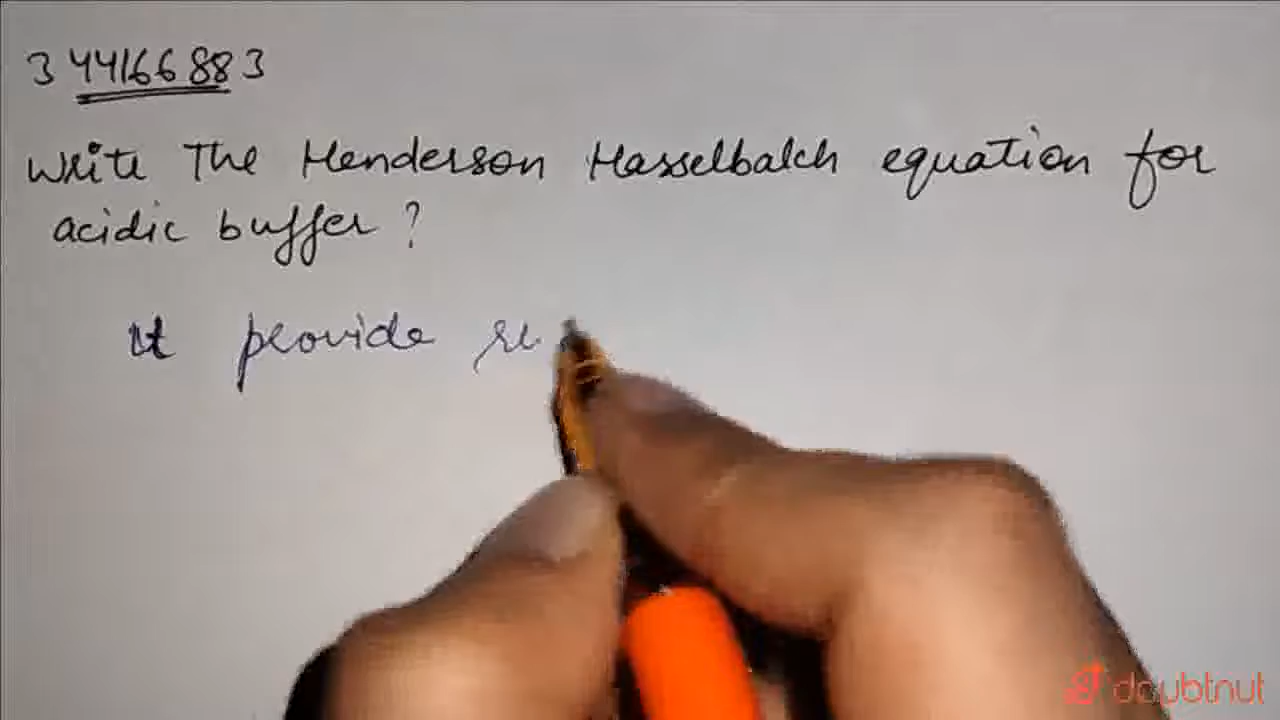 344166883
Write The Henderson Hasselbalch equation for
acidic buffer ?
it provide
doubtnut